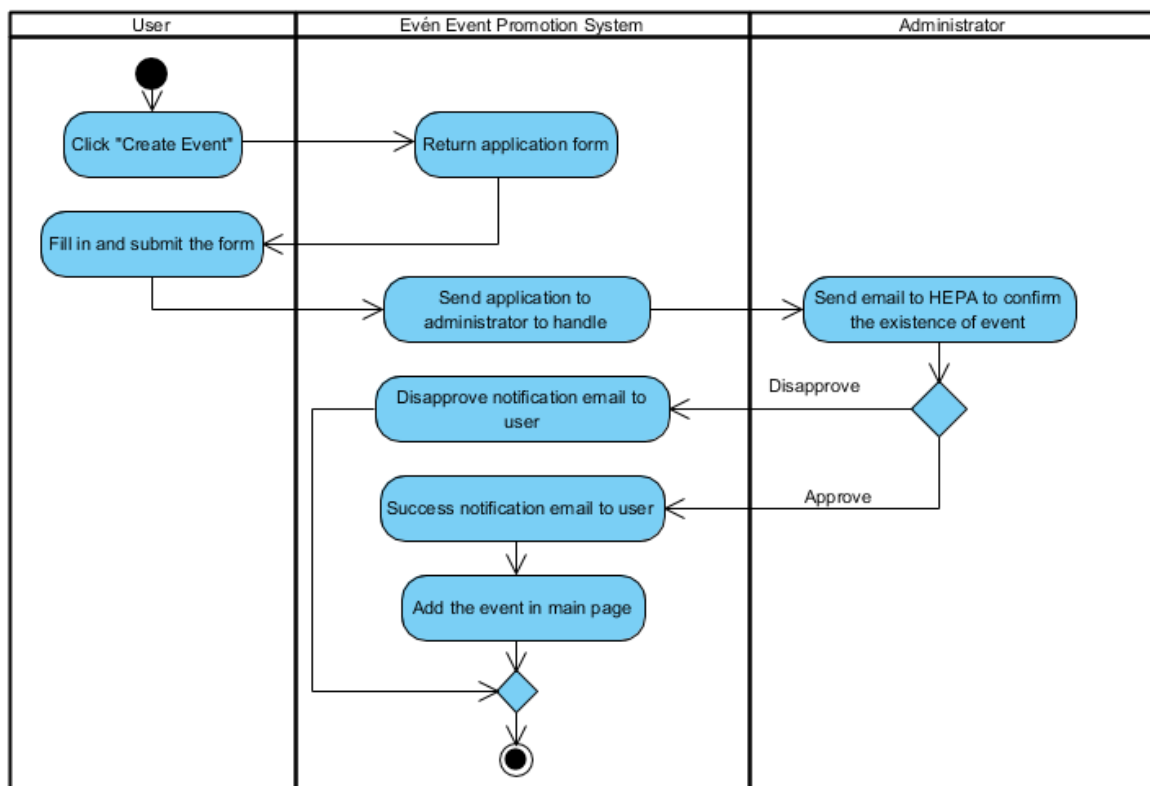 User
Evén Event Promotion System
Administrator
Click "Create Event"
Return application form
Fill in and submit the form
Send application to
administrator to handle
Send email to HEPA to confirm
the existence of event
Disapprove
Disapprove notification email to
user
Approve
Success notification email to user
Add the event in main page